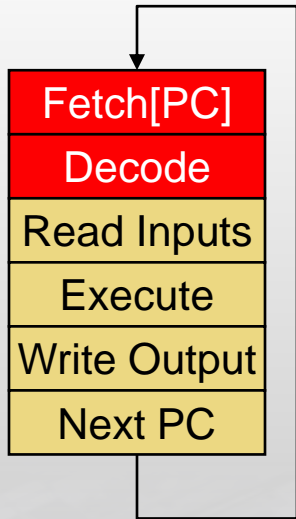 Fetch[PC]
Decode
Read Inputs
Execute
Write Output
Next PC